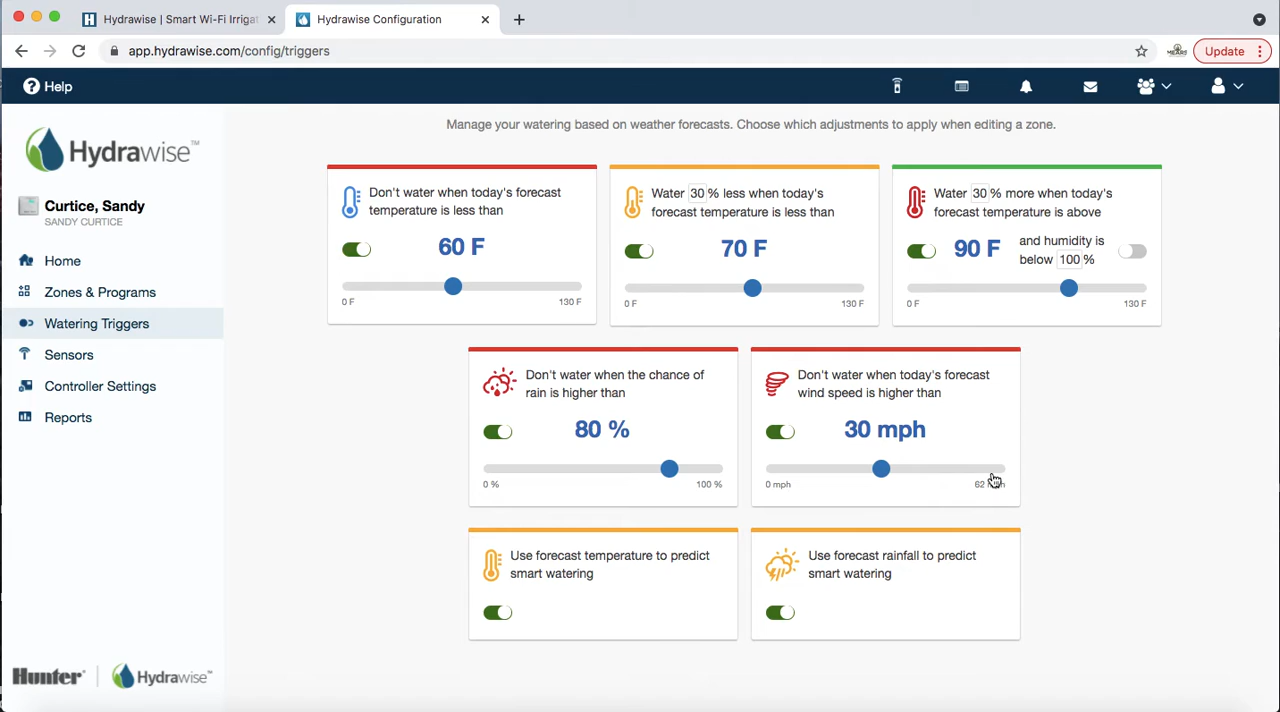 Hydrawise | Smart Wi-Fi Irrigat
Hydrawise Configuration
app.hydrawise.com/config/triggers
Update
Help
Hydrawise™
Curtice, Sandy
SANDY CURTICE
Home
Zones & Programs
Watering Triggers
Sensors
Controller Settings
Reports
Hunter®
Hydrawise™
Manage your watering based on weather forecasts. Choose which adjustments to apply when editing a zone.
Don't water when today's forecast
temperature is less than
60 F
0 F 130 F
Water 30 % less when today's
forecast temperature is less than
70 F
0 F 130 F
Water 30 % more when today's
forecast temperature is above
90 F
and humidity is
below 100 %
0 F 130 F
Don't water when the chance of
rain is higher than
80 %
0 % 100 %
Don't water when today's forecast
wind speed is higher than
30 mph
0 mph 62
Use forecast temperature to predict
smart watering
Use forecast rainfall to predict
smart watering